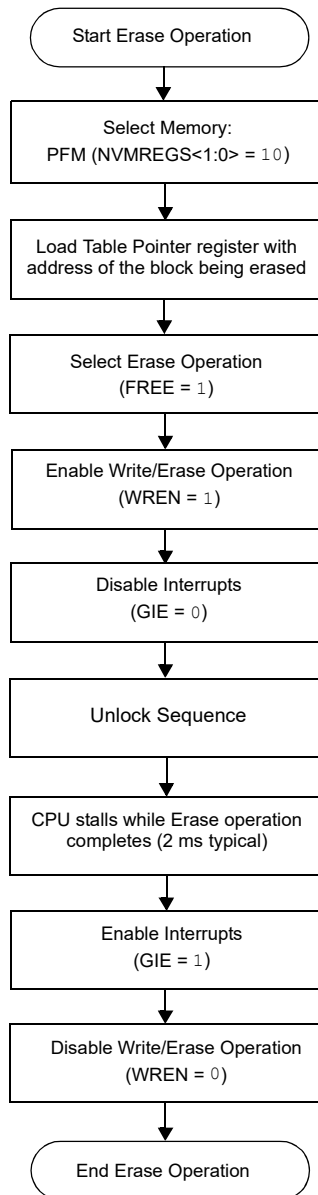 Start Erase Operation
Select Memory:
PFM (NVMREGS<1:0> = 10)
Load Table Pointer register with
address of the block being erased
Select Erase Operation
(FREE = 1)
Enable Write/Erase Operation
(WREN = 1)
Disable Interrupts
(GIE = 0)
Unlock Sequence
CPU stalls while Erase operation
completes (2 ms typical)
Enable Interrupts
(GIE = 1)
Disable Write/Erase Operation
(WREN = 0)
End Erase Operation